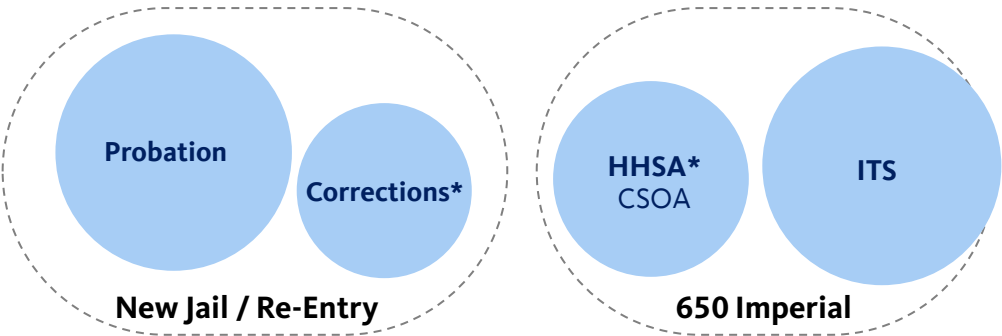 Probation
Corrections*
New Jail / Re-Entry
HHSA*
CSOA
ITS
650 Imperial